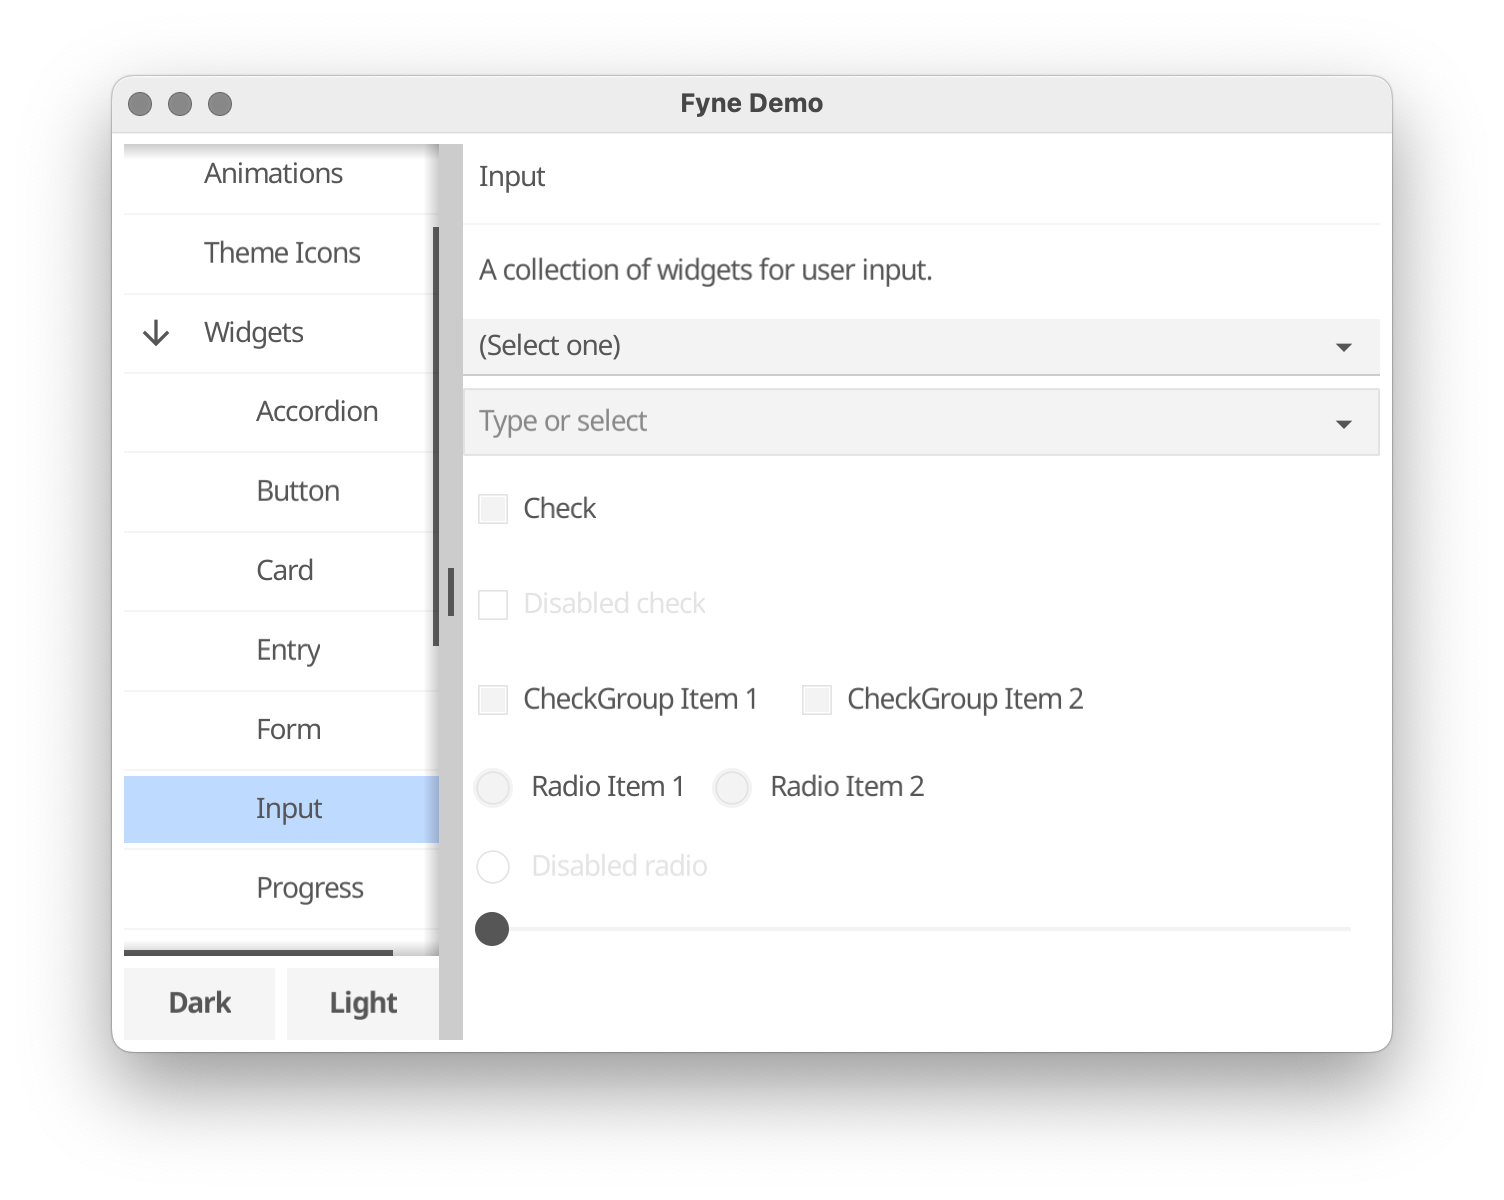 Fyne Demo
Animations
Theme Icons
Widgets
Accordion
Button
Card
Entry
Form
Input
Progress
Dark
Light
Input
A collection of widgets for user input.
(Select one)
Type or select
Check
Disabled check
CheckGroup Item 1
CheckGroup Item 2
Radio Item 1
Radio Item 2
Disabled radio